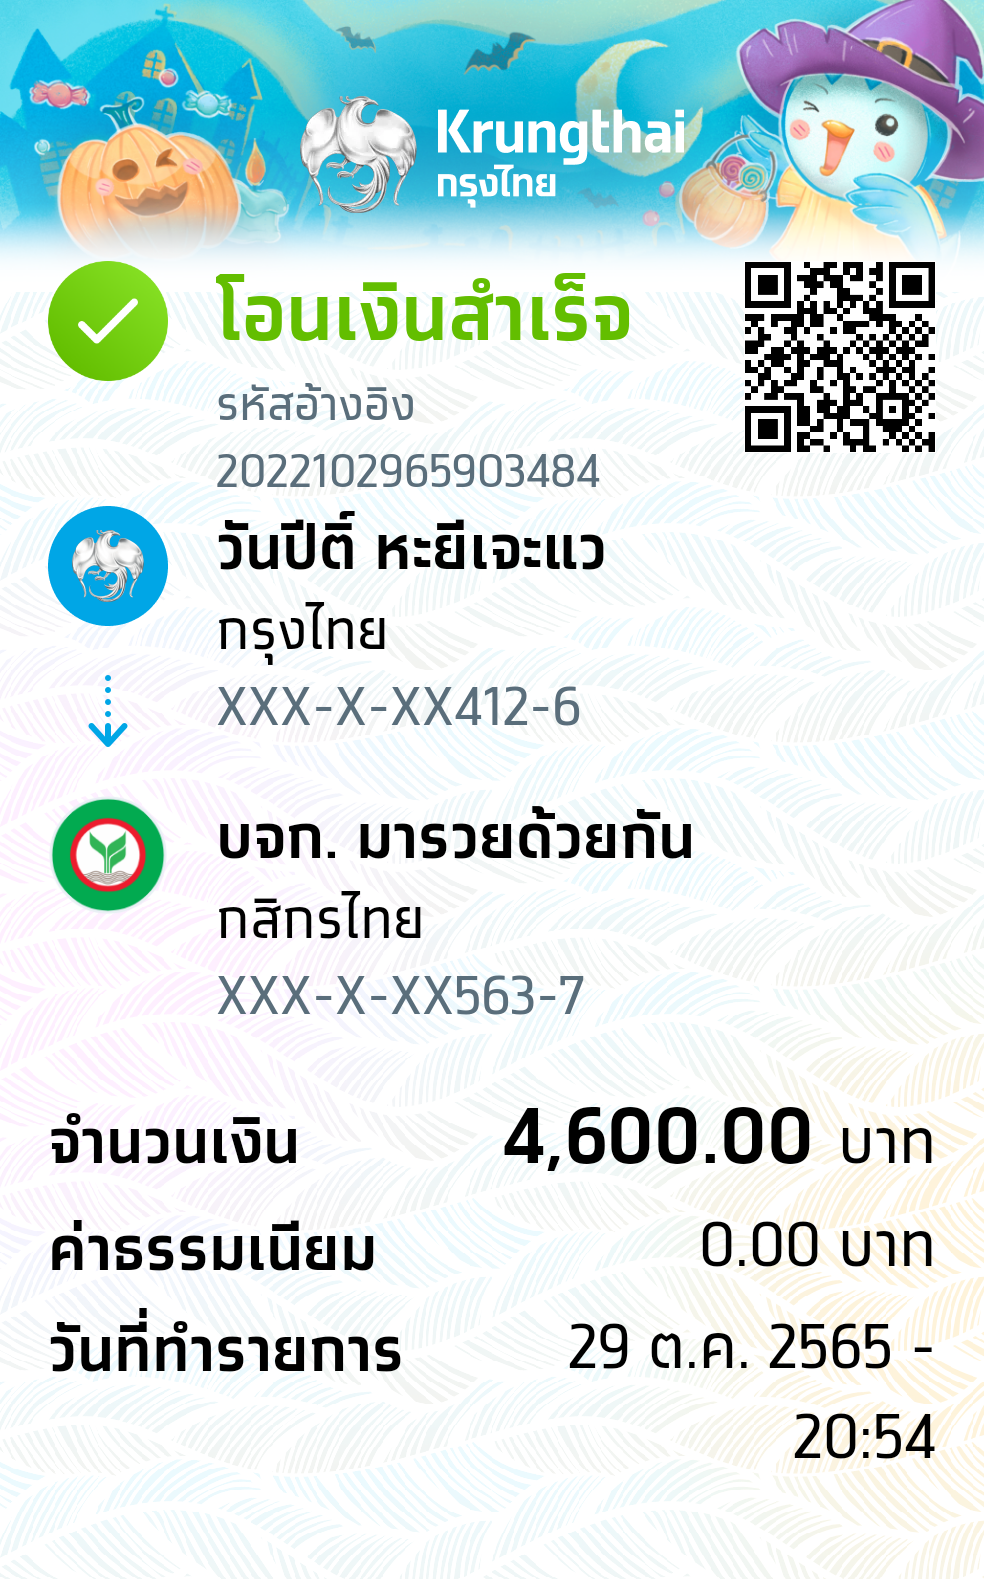 Krungthai
กรุงไทย
โอนเงินสำเร็จ
รหัสอ้างอิง
2022102965903484
วันปีติ์ หะยีเจะแว
กรุงไทย
XXX-X-XX412-6
บจก. มารวยด้วยกัน
กสิกรไทย
XXX-X-XX563-7
จำนวนเงิน 4,600.00 บาท
ค่าธรรมเนียม 0.00 บาท
วันที่ทำรายการ 29 ต.ค. 2565 -
20:54